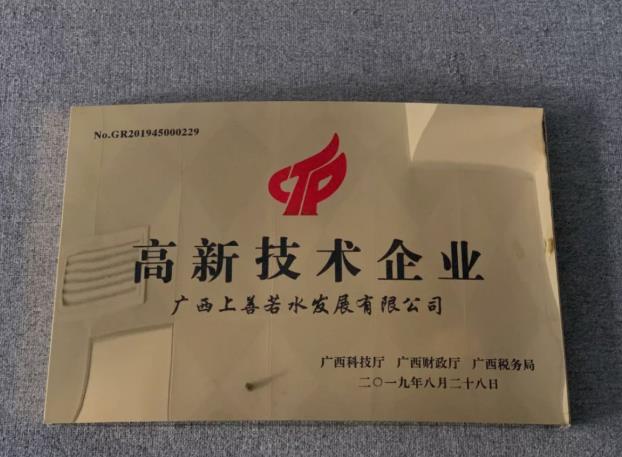 No.GR201945000229
高新技术企业
广西上善若水发展有限公司
广西科技厅 广西财政厅 广西税务局
二〇一九年八月二十八日